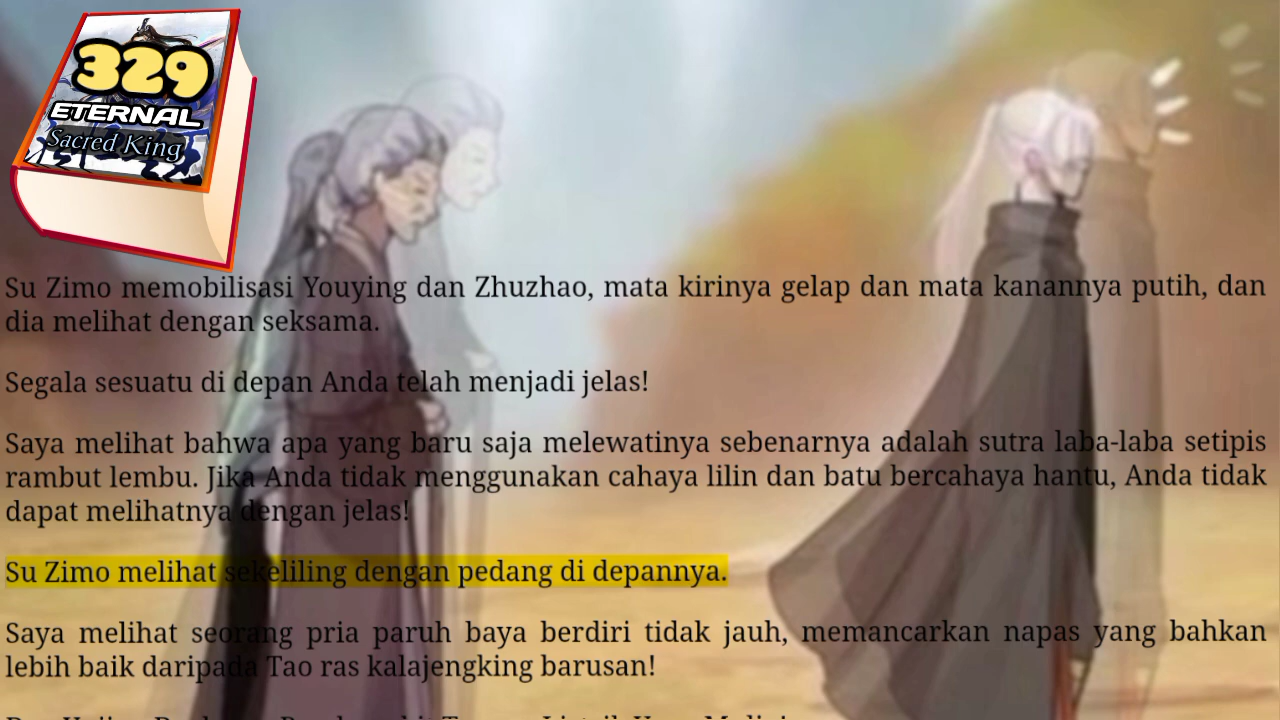 329
ETERNAL
Sacred King
Su Zimo memobilisasi Youying dan Zhuzhao, mata kirinya gelap dan mata kanannya putih, dan
dia melihat dengan seksama.
Segala sesuatu di depan Anda telah menjadi jelas!
Saya melihat bahwa apa yang baru saja melewatinya sebenarnya adalah sutra laba-laba setipis
rambut lembu. Jika Anda tidak menggunakan cahaya lilin dan batu bercahaya hantu, Anda tidak
dapat melihatnya dengan jelas!
Su Zimo melihat sekeliling dengan pedang di depannya.
Saya melihat seorang pria paruh baya berdiri tidak jauh, memancarkan napas yang bahkan
lebih baik daripada Tao ras kalajengking barusan!